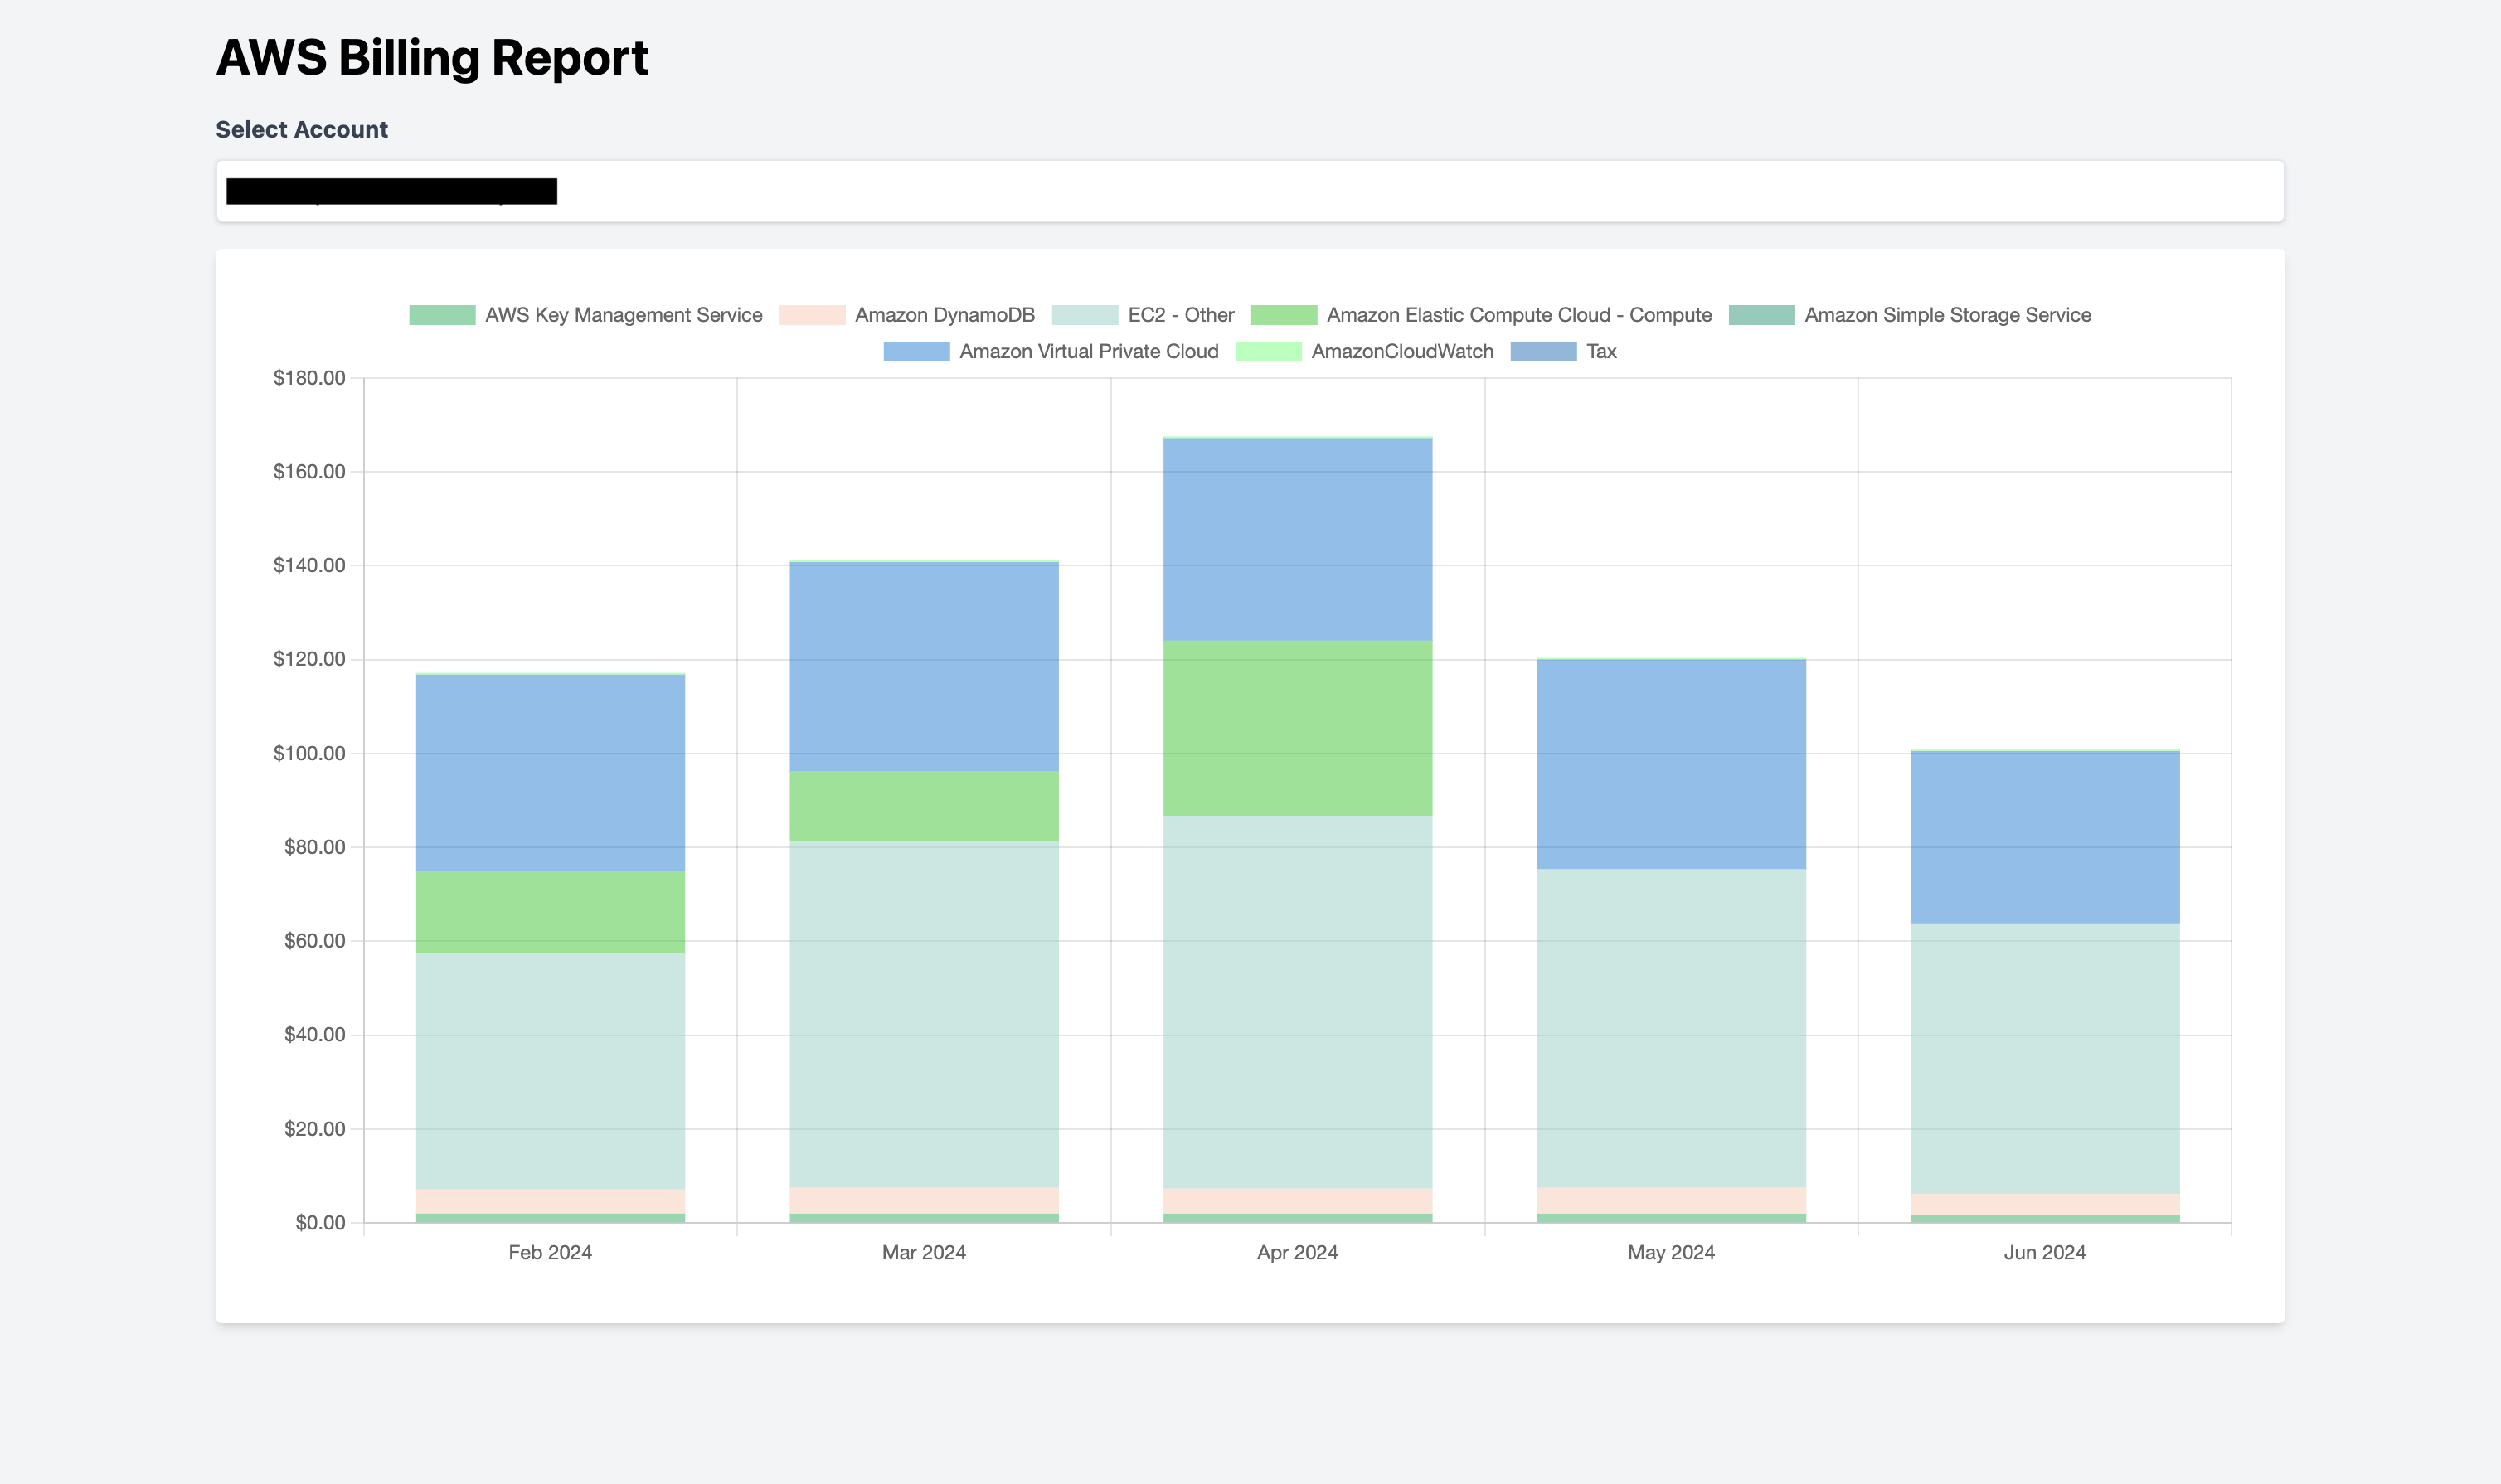 AWS Billing Report
Select Account
AWS Key Management Service Amazon DynamoDB EC2 - Other Amazon Elastic Compute Cloud - Compute Amazon Simple Storage Service
Amazon Virtual Private Cloud AmazonCloudWatch Tax
$180.00
$160.00
$140.00
$120.00
$100.00
$80.00
$60.00
$40.00
$20.00
$0.00
Feb 2024 Mar 2024 Apr 2024 May 2024 Jun 2024